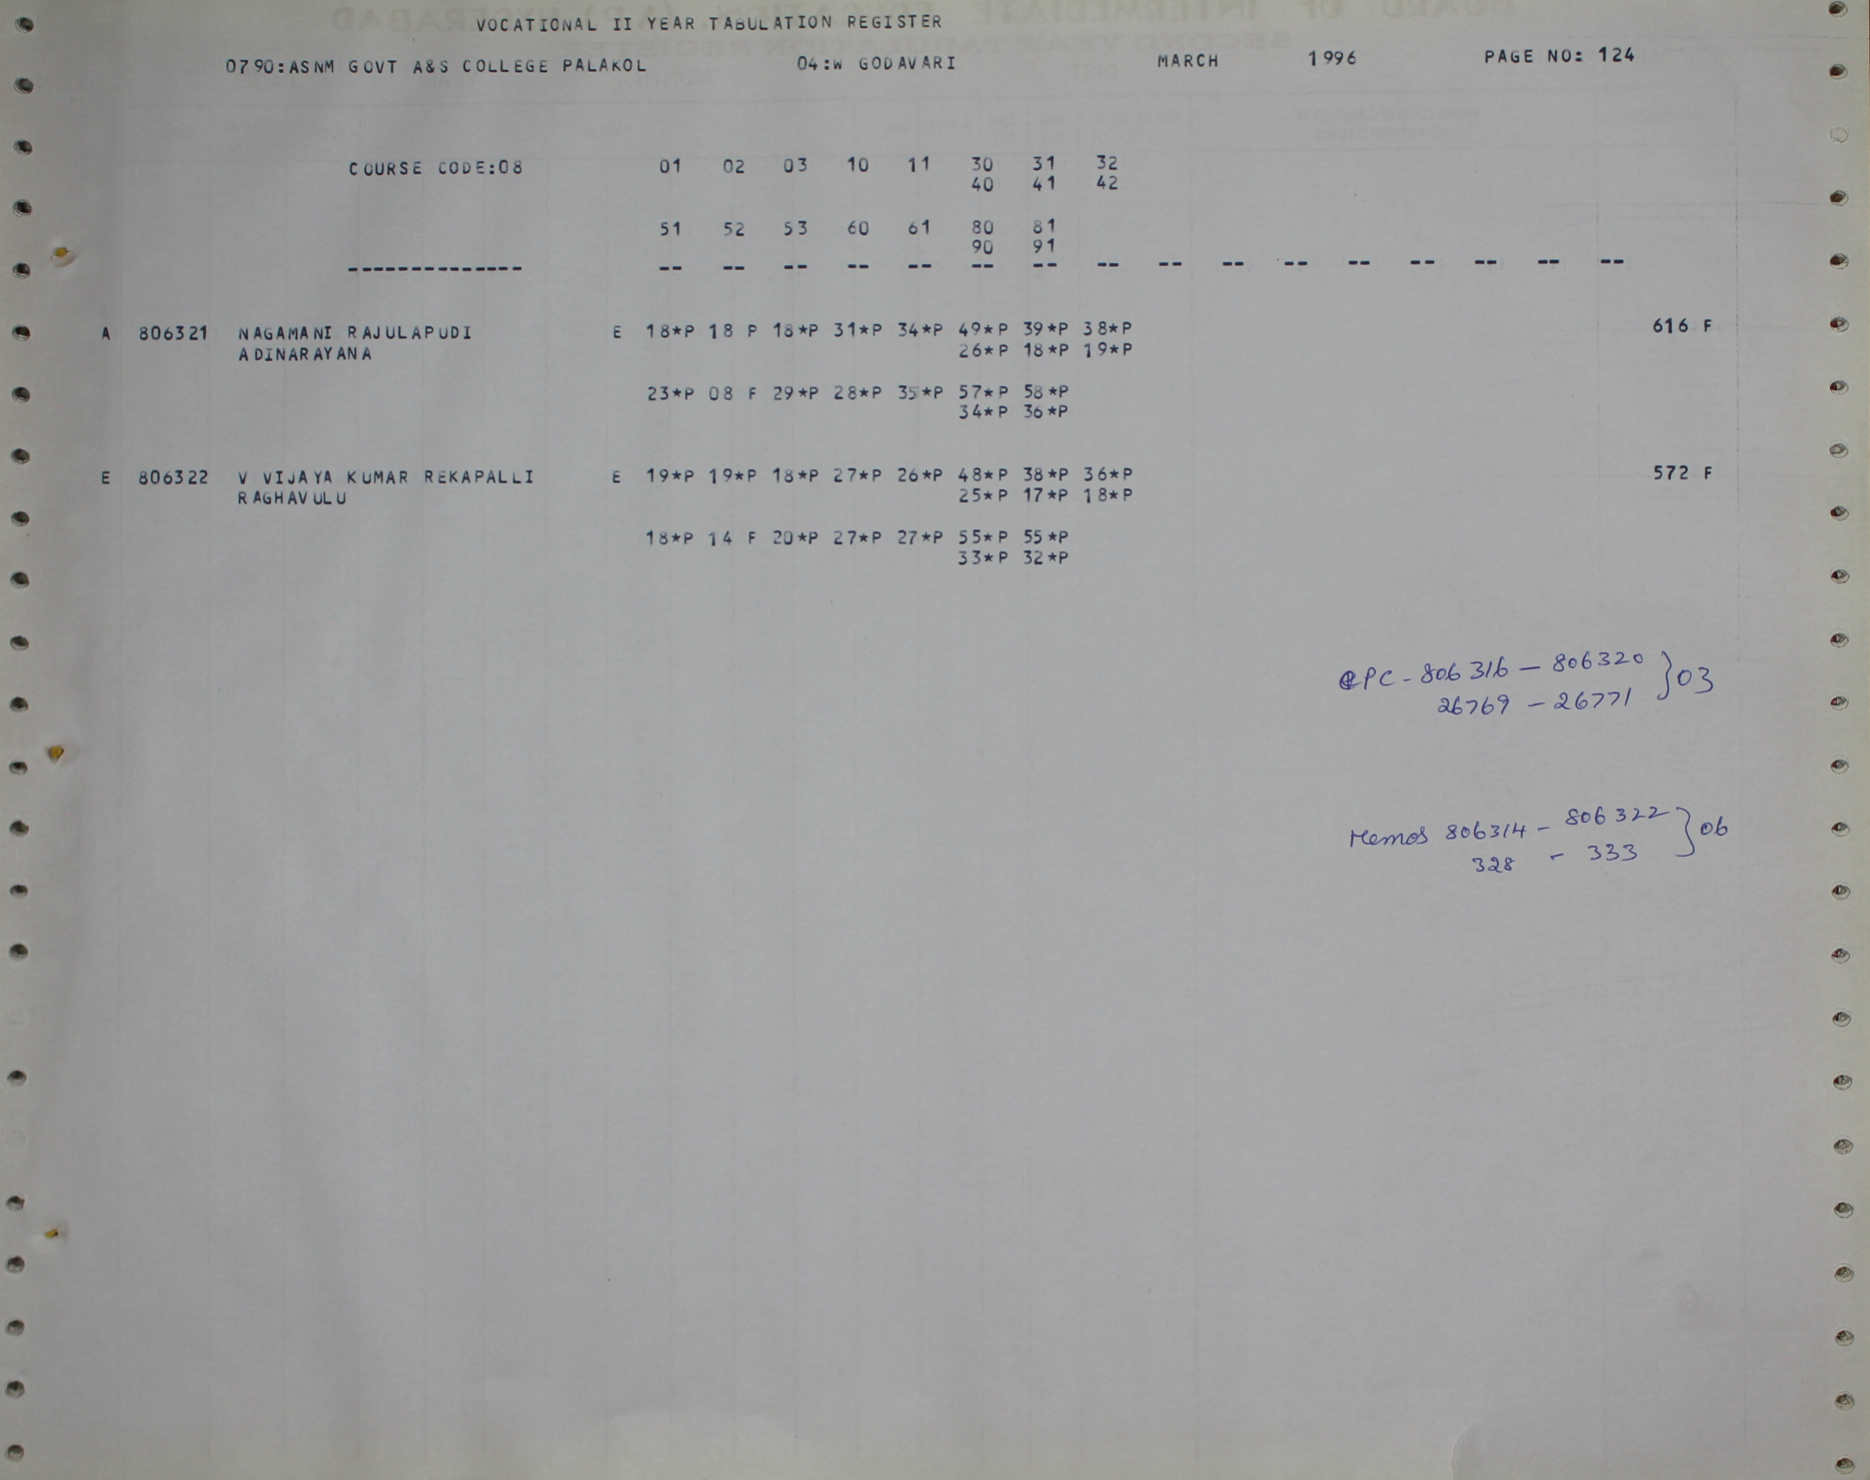 VOCATIONAL II YEAR TABULATION REGISTER
0790:ASNM GOVT A&S COLLEGE PALAKOL 04:W GODAVARI MARCH 1996 PAGE NO: 124
COURSE CODE:08 01 02 03 10 11 30 31 32
40 41 42
51 52 53 60 61 80 81
90 91
-------------- -- -- -- -- -- -- -- -- -- -- -- -- -- -- -- --
A 806321 NAGAMANI RAJULAPUDI E 18*P 18 P 18*P 31*P 34*P 49*P 39*P 38*P 616 F
ADINARAYANA 26*P 18*P 19*P
23*P 08 F 29*P 28*P 35*P 57*P 58*P
34*P 36*P
E 806322 V VIJAYA KUMAR REKAPALLI E 19*P 19*P 18*P 27*P 26*P 48*P 38*P 36*P 572 F
RAGHAVULU 25*P 17*P 18*P
18*P 14 F 20*P 27*P 27*P 55*P 55*P
33*P 32*P
PC - 806316 - 806320 } 03
26769 - 26771
Memos 806314 - 806322 } 06
328 - 333